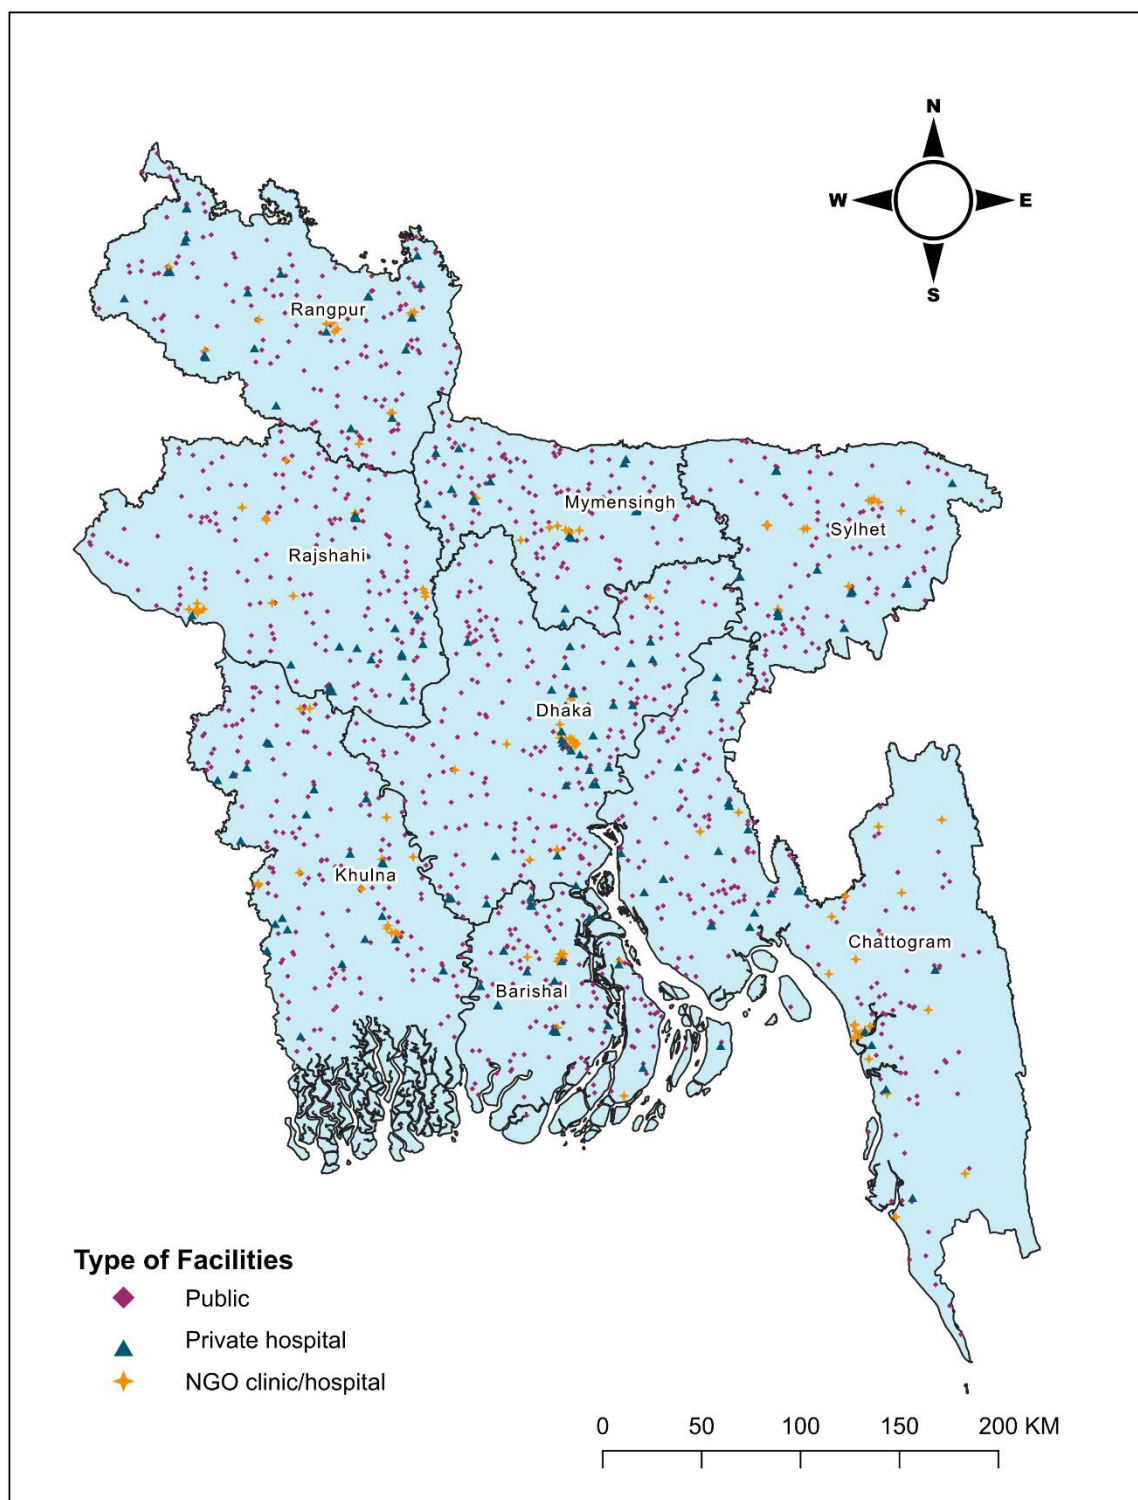 N
W E
S
Rangpur
Mymensingh
Sylhet
Rajshahi
Dhaka
Khulna
Chattogram
Barishal
Type of Facilities
Public
Private hospital
NGO clinic/hospital
0 50 100 150 200 KM